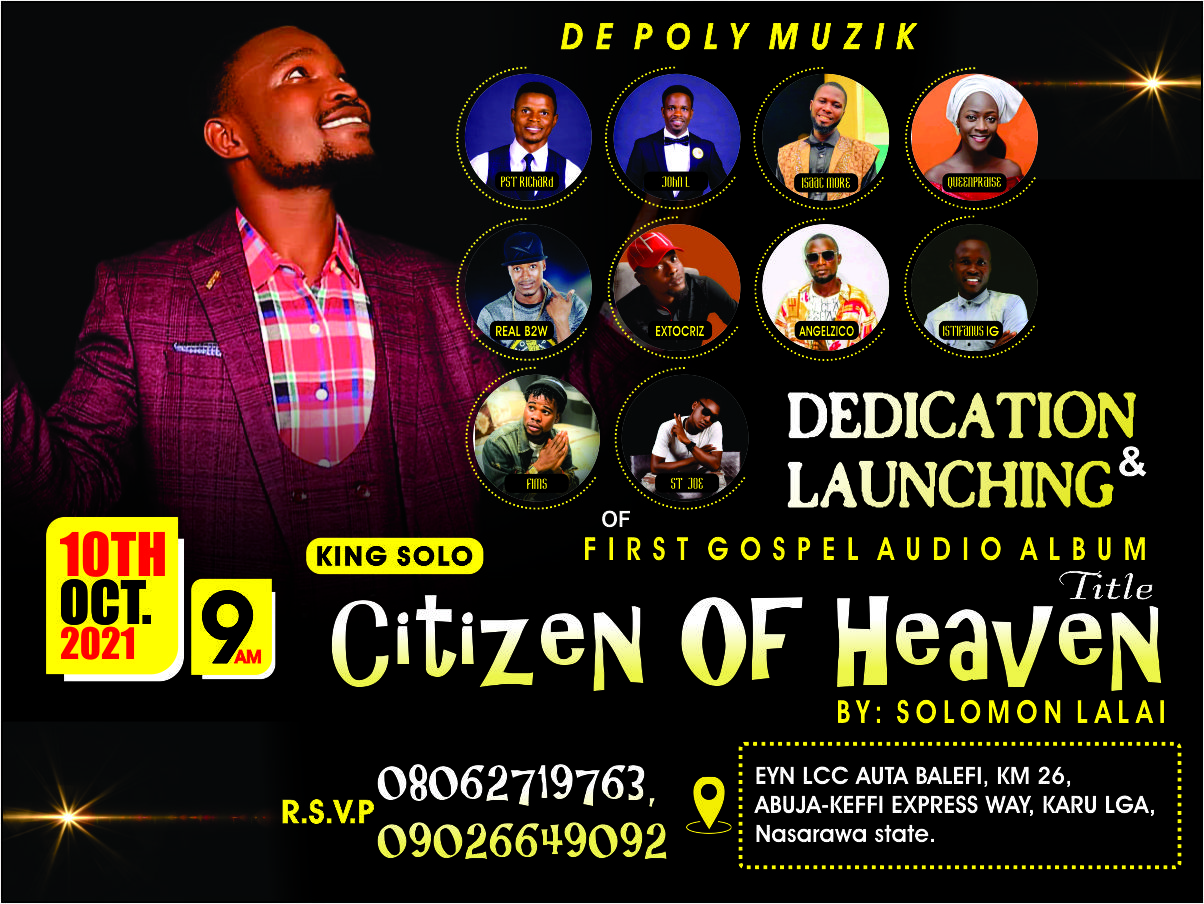 DE POLY MUZIK
PST RICHARD
JOHN L
ISAAC MORE
QUEENPRAISE
REAL B2W
EXTOCRIZ
ANGELZICO
ISTIFANUS IG
FIMS
ST JOE
DEDICATION
&
LAUNCHING
OF
FIRST GOSPEL AUDIO ALBUM
Title
KING SOLO
10TH
OCT.
2021
9
AM
Citizen OF Heaven
BY: SOLOMON LALAI
R.S.V.P
08062719763,
09026649092
EYN LCC AUTA BALEFI, KM 26,
ABUJA-KEFFI EXPRESS WAY, KARU LGA,
Nasarawa state.